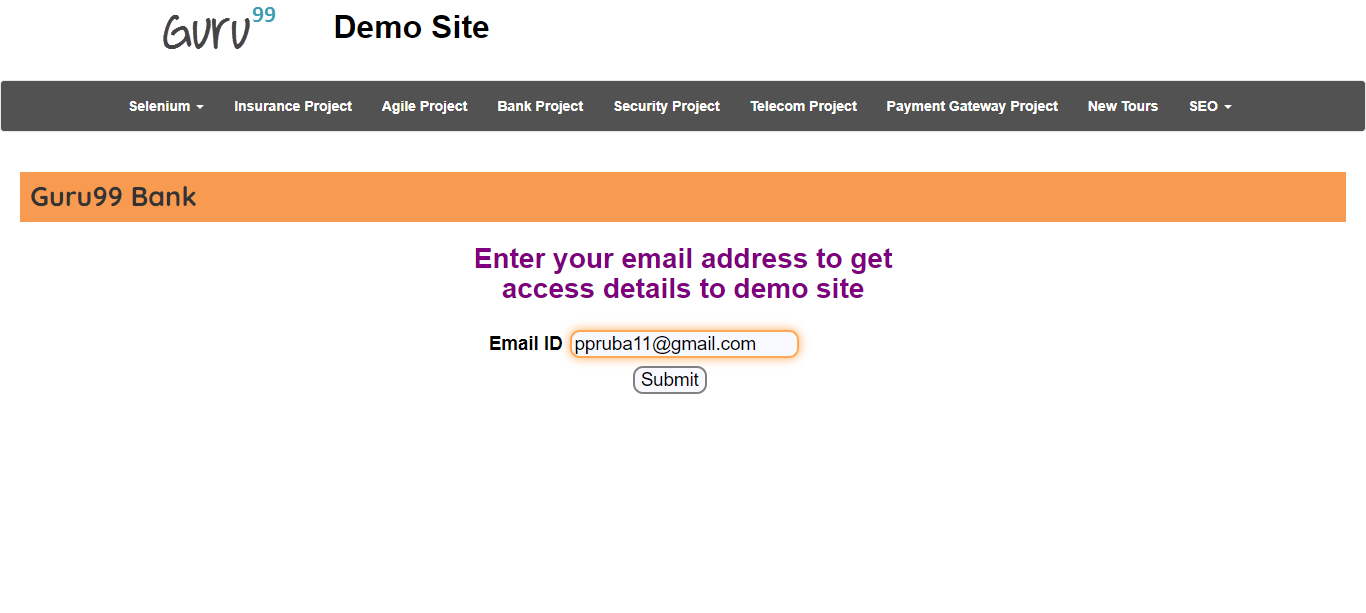 Guru99
Demo Site
Selenium
Insurance Project
Agile Project
Bank Project
Security Project
Telecom Project
Payment Gateway Project
New Tours
SEO
Guru99 Bank
Enter your email address to get
access details to demo site
Email ID ppruba11@gmail.com
Submit